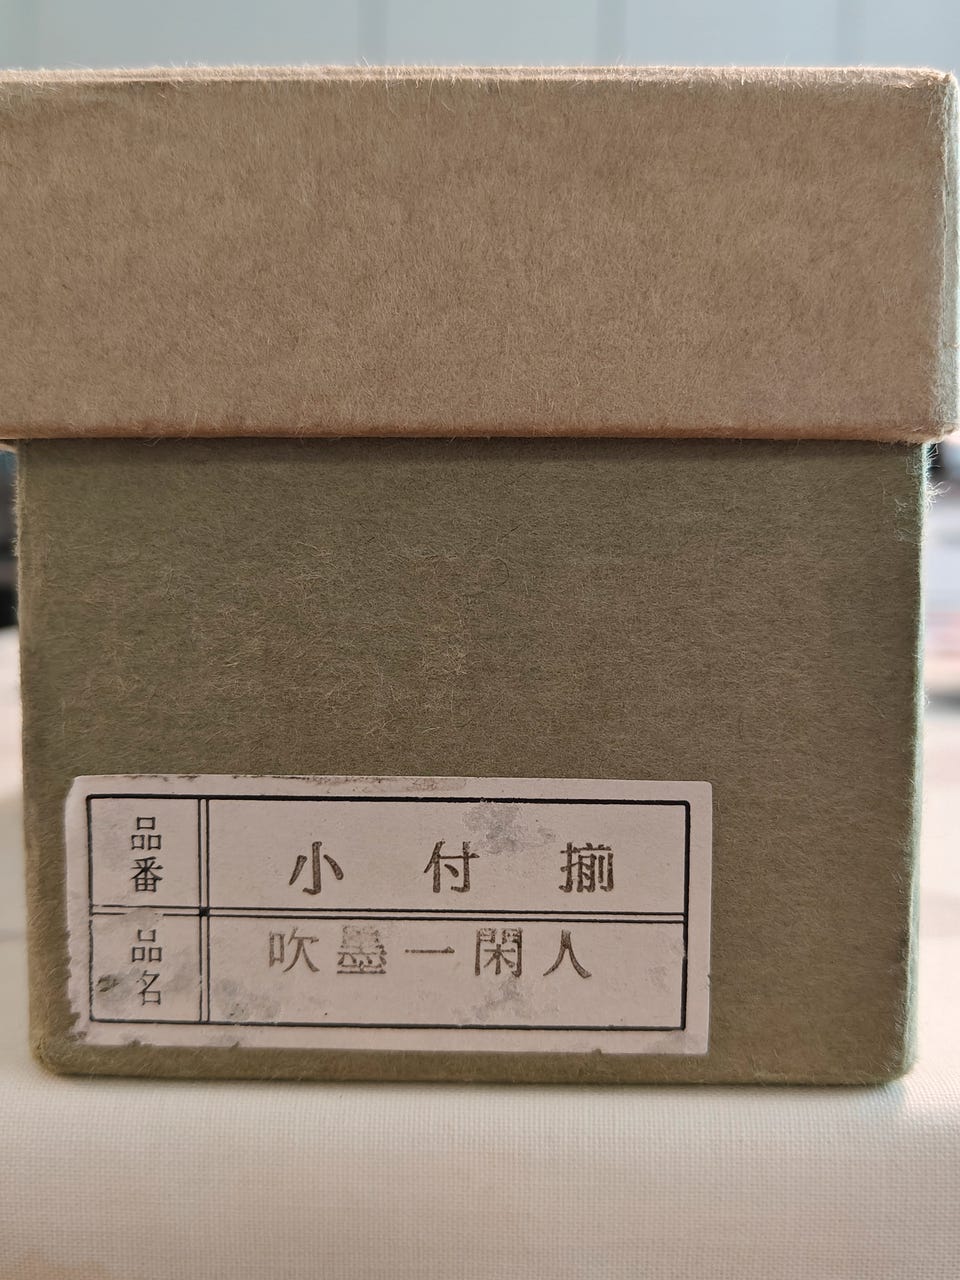 品番 小付揃
品名 吹墨一閑人